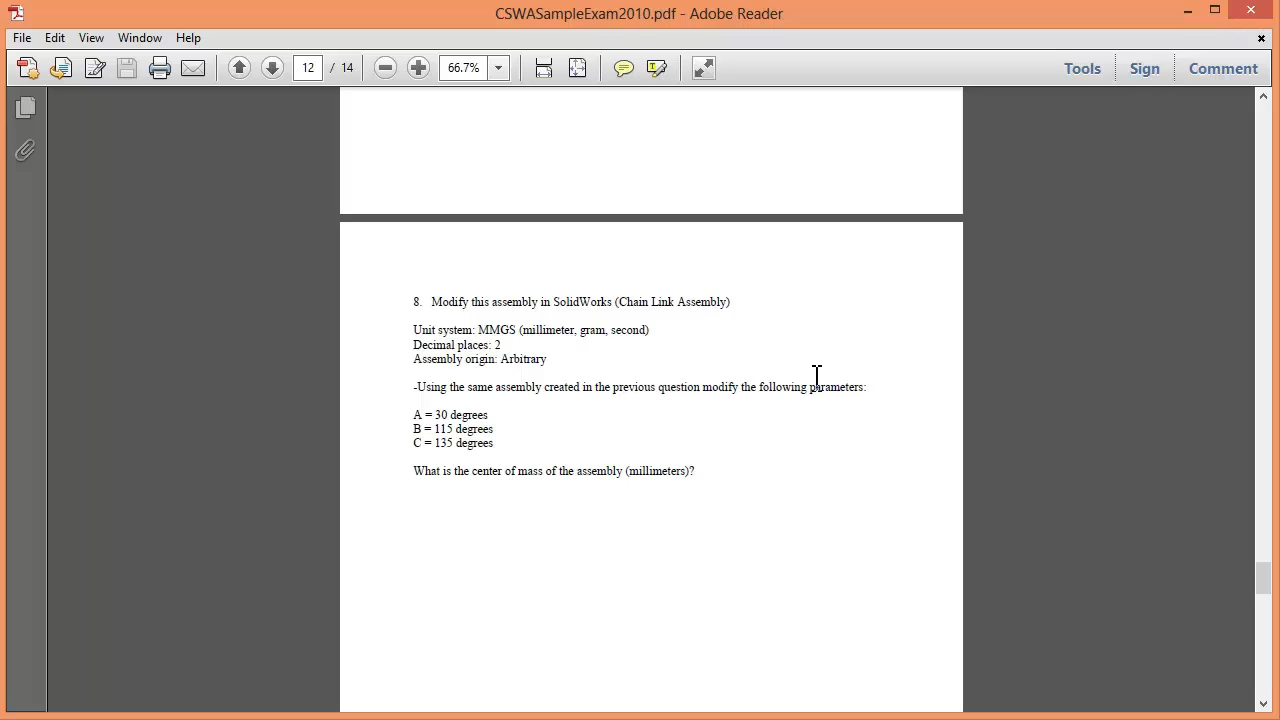 CSWASampleExam2010.pdf - Adobe Reader
File Edit View Window Help
12 / 14 66.7% Tools Sign Comment
8. Modify this assembly in SolidWorks (Chain Link Assembly)
Unit system: MMGS (millimeter, gram, second)
Decimal places: 2
Assembly origin: Arbitrary
-Using the same assembly created in the previous question modify the following parameters:
A = 30 degrees
B = 115 degrees
C = 135 degrees
What is the center of mass of the assembly (millimeters)?